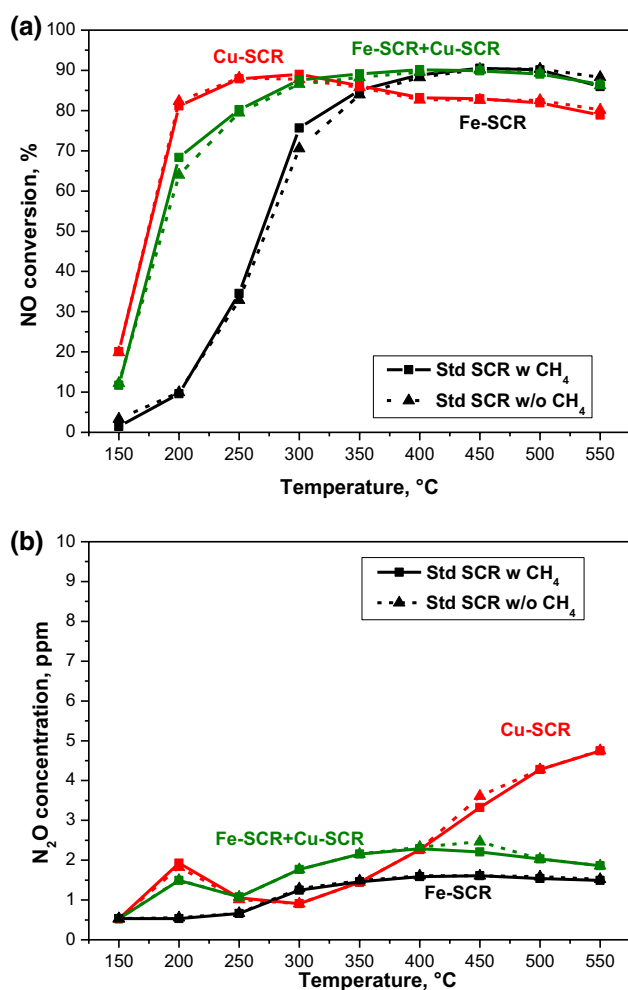 (a)
Cu-SCR
Fe-SCR+Cu-SCR
Fe-SCR
NO conversion, %
100
90
80
70
60
50
40
30
20
10
0
Std SCR w CH4
Std SCR w/o CH4
150 200 250 300 350 400 450 500 550
Temperature, °C
(b)
N2O concentration, ppm
10
9
8
7
6
5
4
3
2
1
0
Std SCR w CH4
Std SCR w/o CH4
Cu-SCR
Fe-SCR+Cu-SCR
Fe-SCR
150 200 250 300 350 400 450 500 550
Temperature, °C